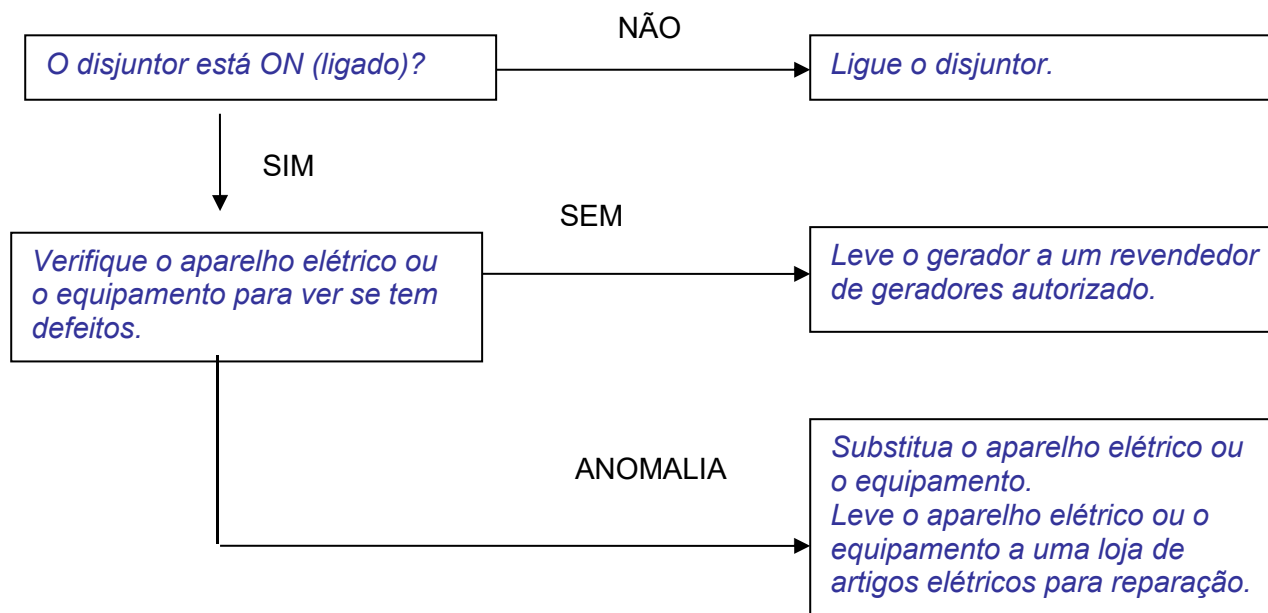 NÃO
O disjuntor está ON (ligado)?
Ligue o disjuntor.
SIM
SEM
Verifique o aparelho elétrico ou
o equipamento para ver se tem
defeitos.
Leve o gerador a um revendedor
de geradores autorizado.
ANOMALIA
Substitua o aparelho elétrico ou
o equipamento.
Leve o aparelho elétrico ou o
equipamento a uma loja de
artigos elétricos para reparação.